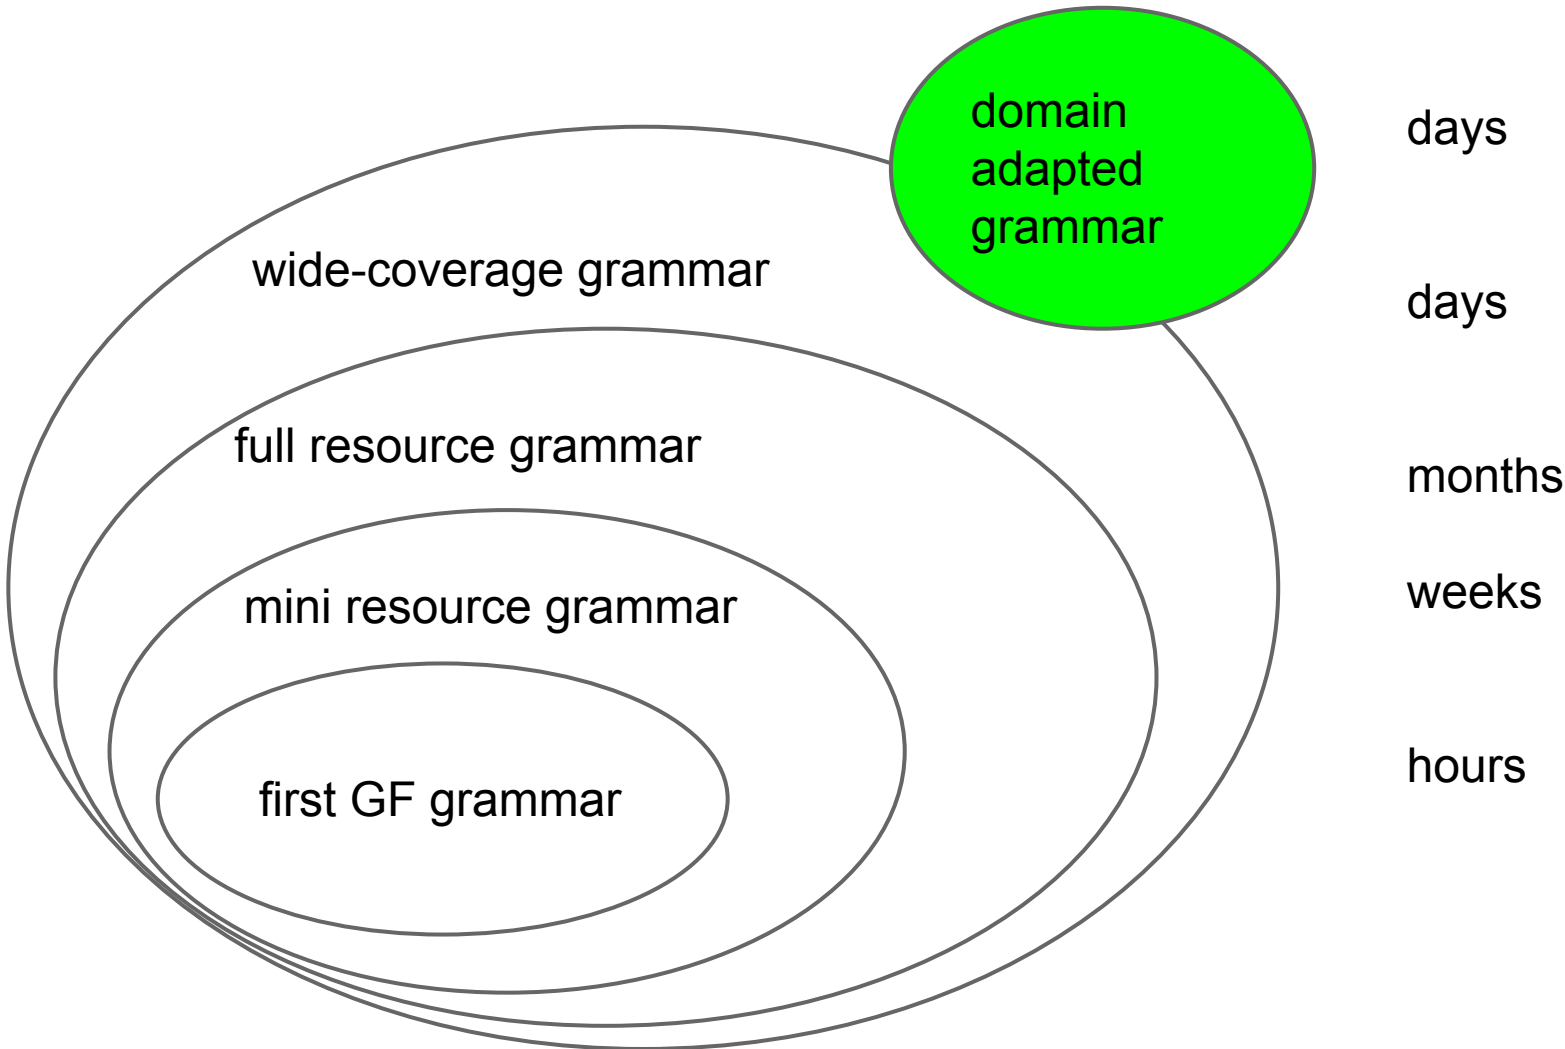 domain
adapted
grammar
days
wide-coverage grammar
days
full resource grammar
months
mini resource grammar
weeks
first GF grammar
hours